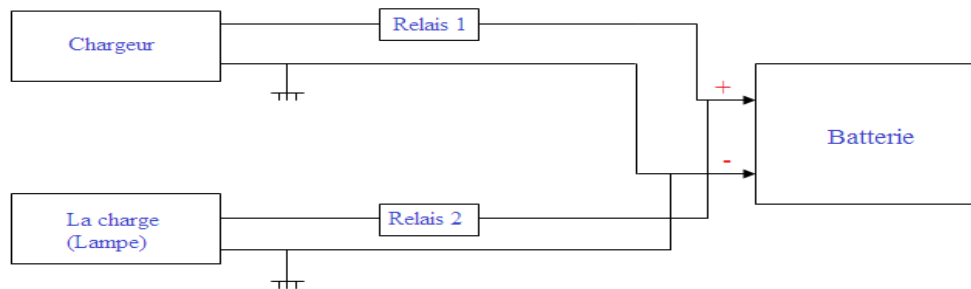 Chargeur
Relais 1
+
Batterie
-
La charge
(Lampe)
Relais 2